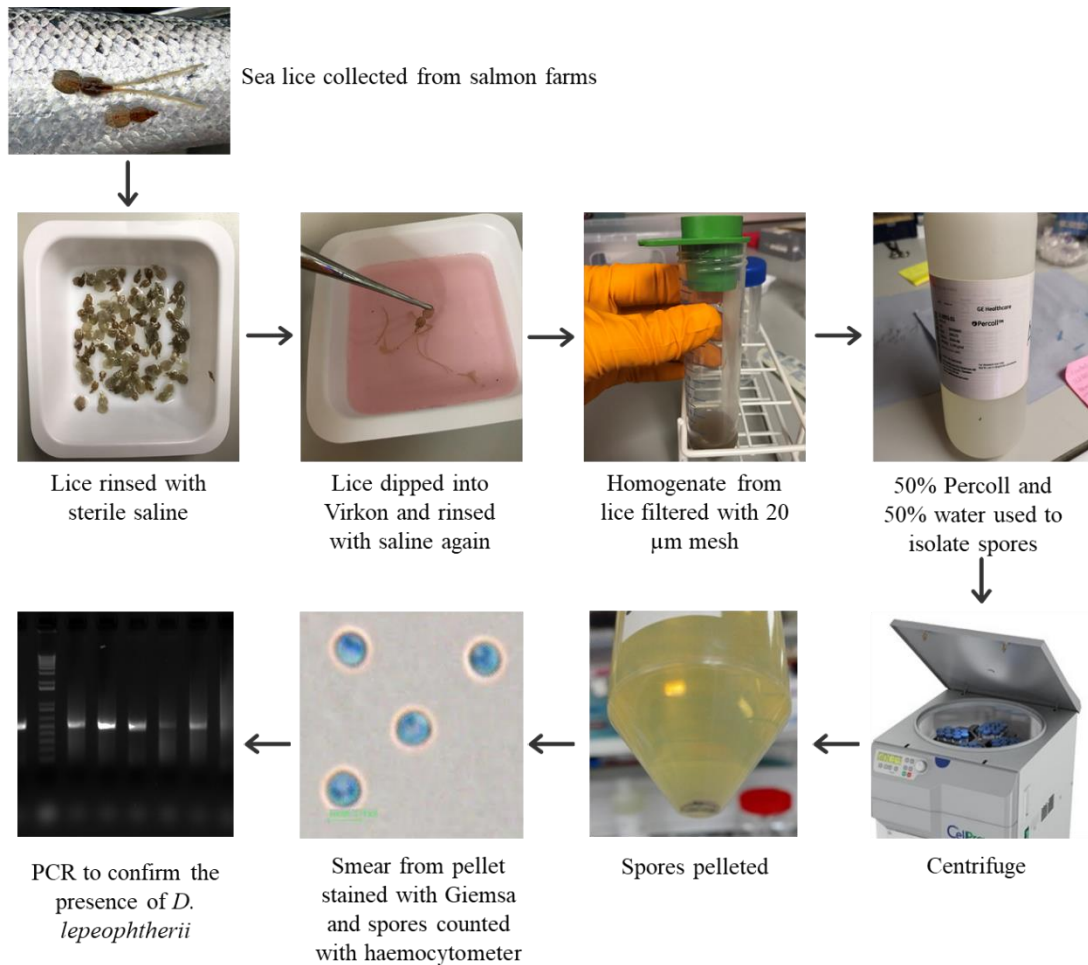 Sea lice collected from salmon farms
Lice rinsed with
sterile saline
Lice dipped into
Virkon and rinsed
with saline again
Homogenate from
lice filtered with 20
µm mesh
GE Healthcare
Percoll™
50% Percoll and
50% water used to
isolate spores
PCR to confirm the
presence of D.
lepeophtherii
Smear from pellet
stained with Giemsa
and spores counted
with haemocytometer
Spores pelleted
Centrifuge